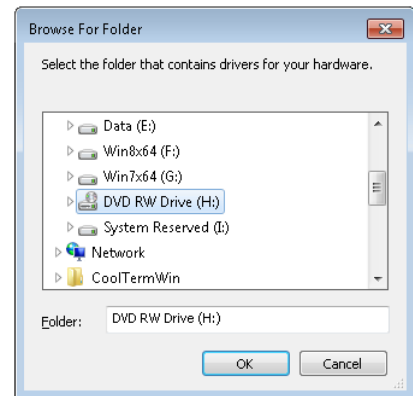 Browse For Folder
Select the folder that contains drivers for your hardware.
Data (E:)
Win8x64 (F:)
Win7x64 (G:)
DVD RW Drive (H:)
System Reserved (I:)
Network
CoolTermWin
Folder: DVD RW Drive (H:)
OK Cancel